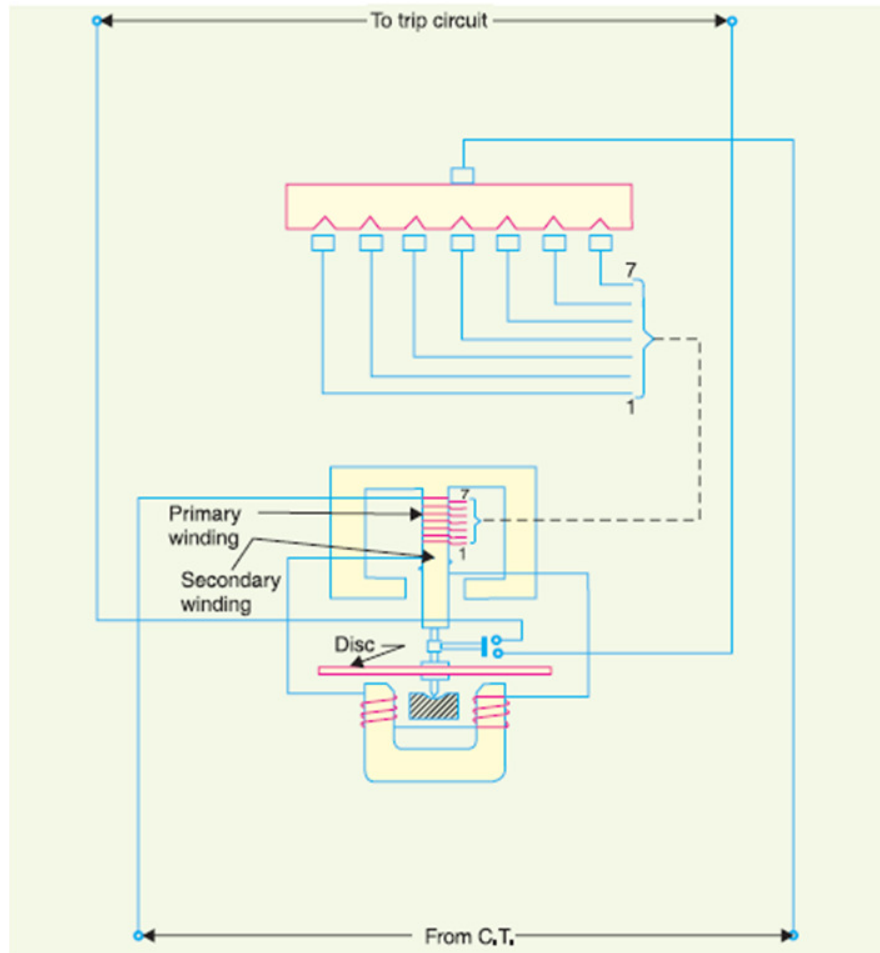 To trip circuit
7
1
7
Primary
winding
1
Secondary
winding
Disc
From C.T.